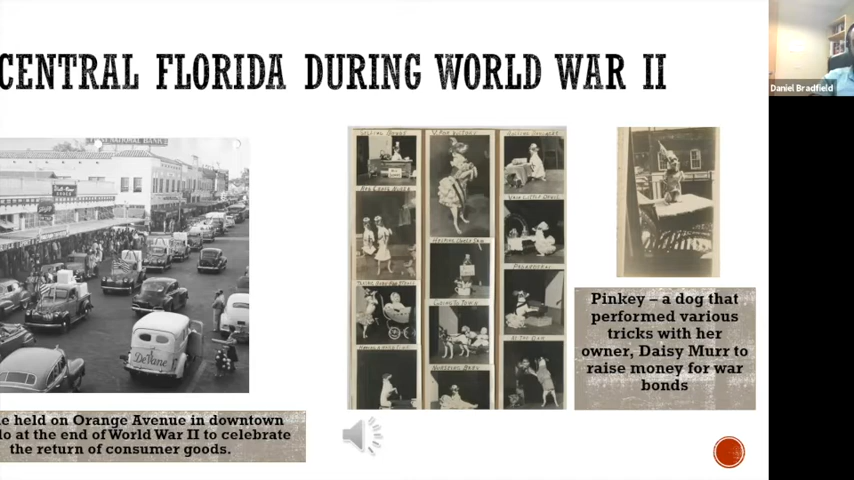 CENTRAL FLORIDA DURING WORLD WAR II
Daniel Bradfield
DeVane
Pinkey – a dog that
performed various
tricks with her
owner, Daisy Murr to
raise money for war
bonds
e held on Orange Avenue in downtown
lo at the end of World War II to celebrate
the return of consumer goods.